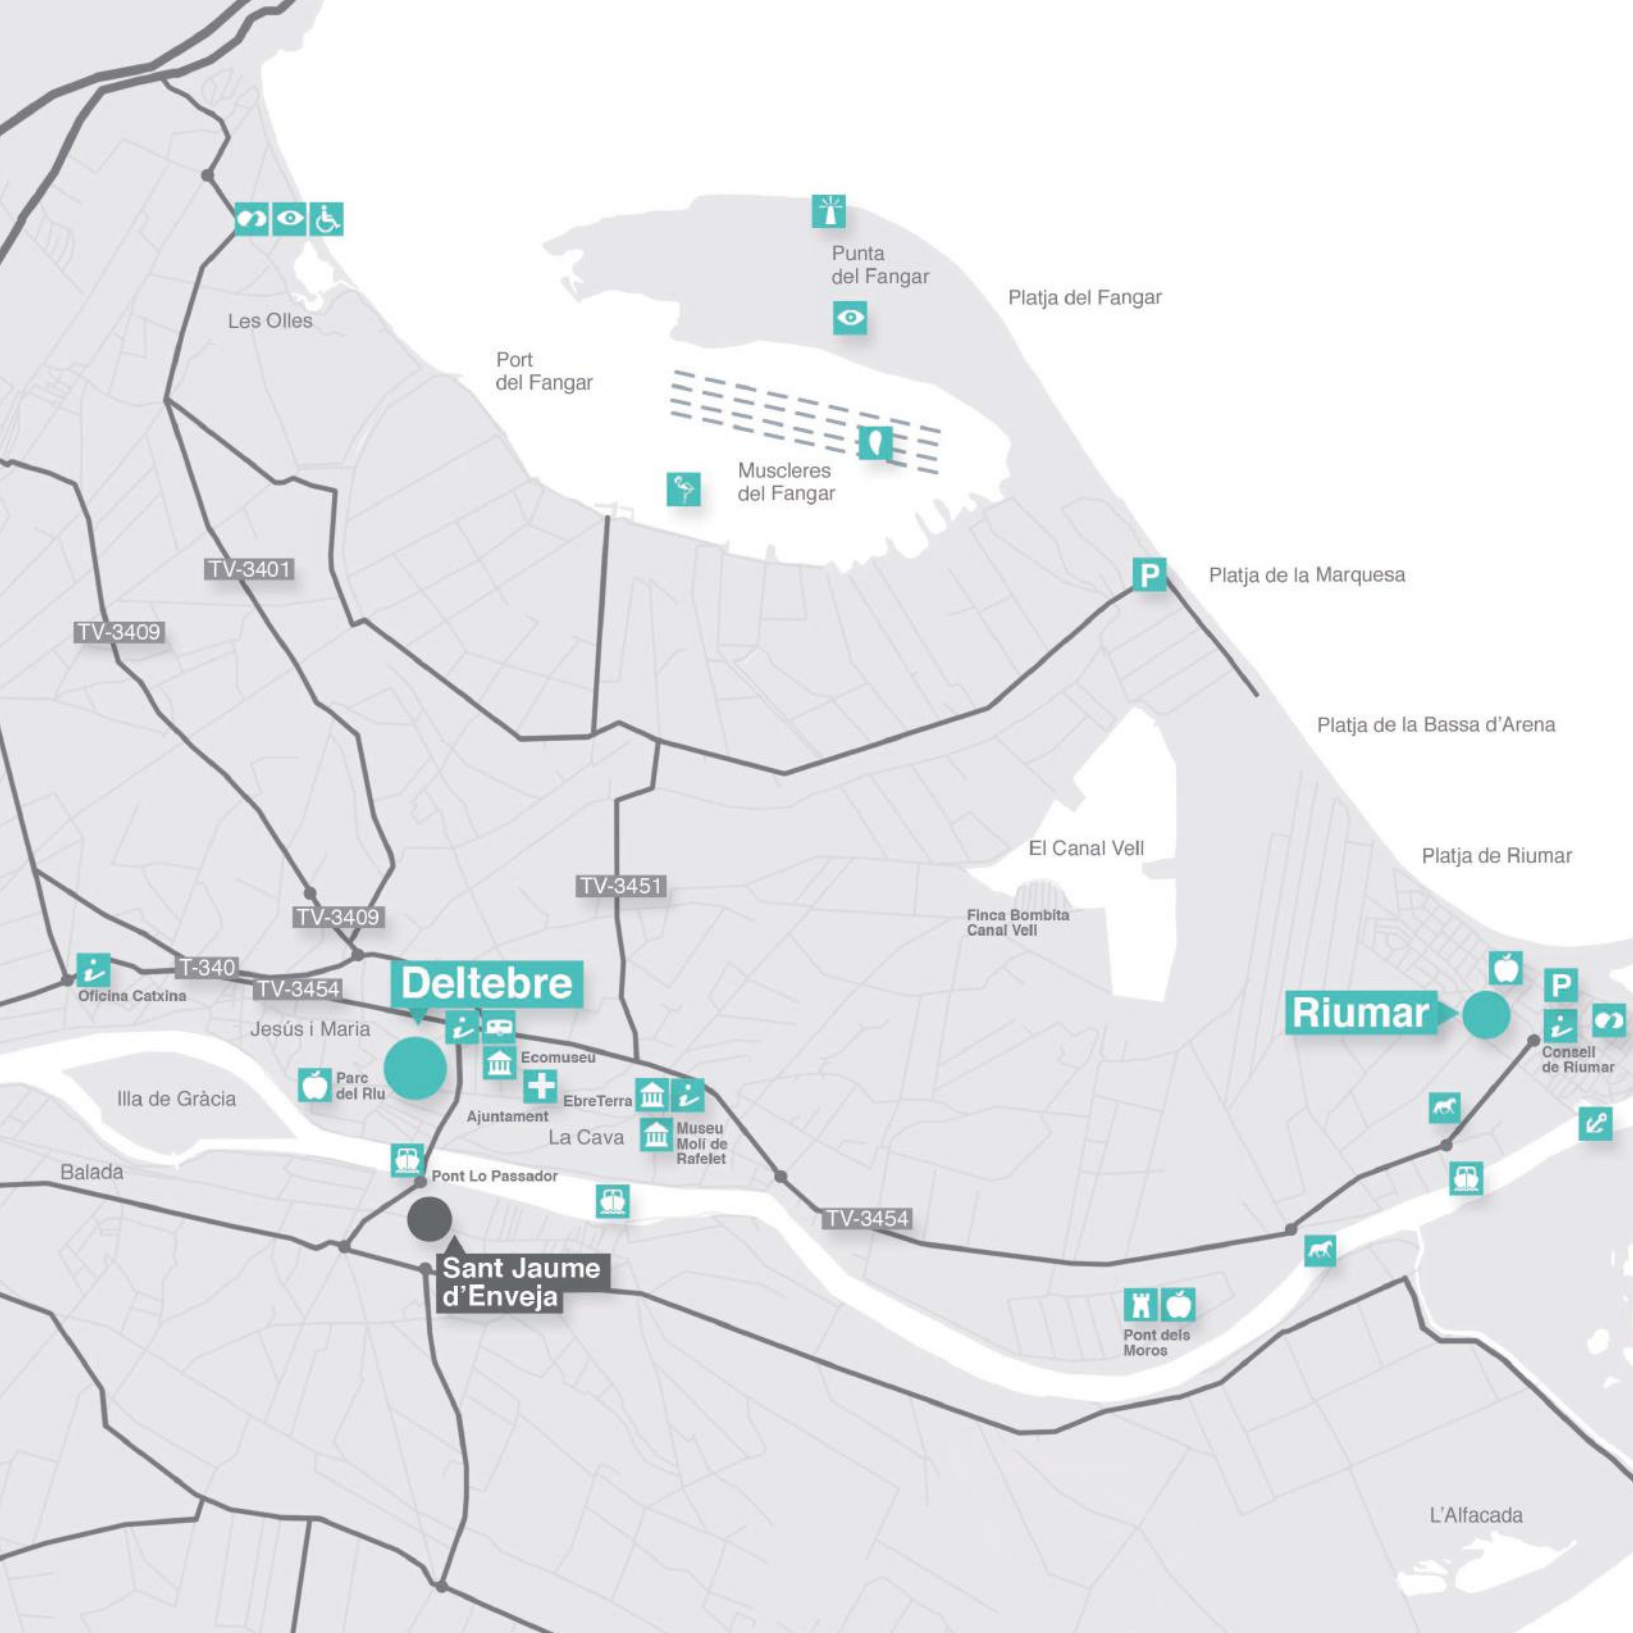 Punta
del Fangar
Platja del Fangar
Les Olles
Port
del Fangar
Muscleres
del Fangar
TV-3401
P
Platja de la Marquesa
TV-3409
Platja de la Bassa d'Arena
El Canal Vell
Platja de Riumar
TV-3451
TV-3409
Finca Bombita
Canal Vell
T-340
Oficina Catxina
TV-3454
Deltebre
Riumar
P
Jesús i Maria
Ecomuseu
Consell
de Riumar
Parc
del Riu
Illa de Gràcia
Ajuntament
EbreTerra
La Cava
Museu
Molí de
Rafelet
Balada
Pont Lo Passador
TV-3454
Sant Jaume
d'Enveja
Pont dels
Moros
L'Alfacada